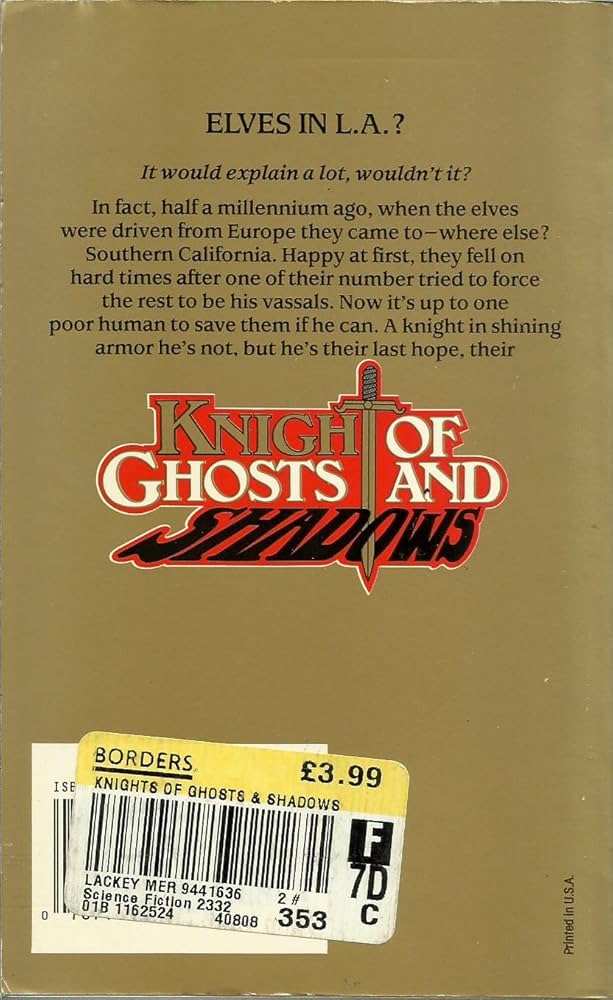 ELVES IN L.A.?
It would explain a lot, wouldn't it?
In fact, half a millennium ago, when the elves
were driven from Europe they came to—where else?
Southern California. Happy at first, they fell on
hard times after one of their number tried to force
the rest to be his vassals. Now it's up to one
poor human to save them if he can. A knight in shining
armor he's not, but he's their last hope, their
KNIGHT OF
GHOSTS AND
SHADOWS
BORDERS. £3.99
KNIGHTS OF GHOSTS & SHADOWS
F
7D
C
LACKEY MER 9441636 2 #
Science Fiction 2332
01B 1162524 40808 353
0
Printed in U.S.A.